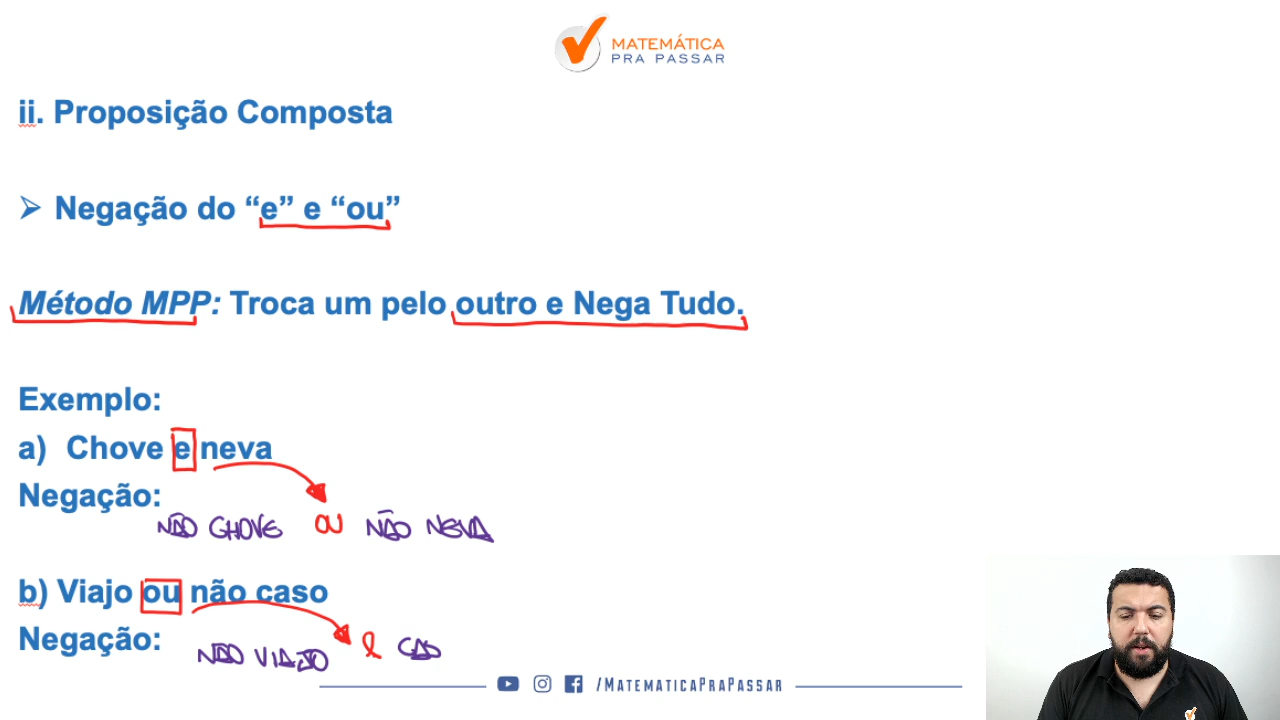 MATEMÁTICA
PRA PASSAR
ii. Proposição Composta
➢ Negação do “e” e “ou”
Método MPP: Troca um pelo outro e Nega Tudo.
Exemplo:
a) Chove e neva
Negação:
NÃO CHOVE OU NÃO NEVA
b) Viajo ou não caso
Negação:
NÃO VIAJO e CASO
/MatematicaPraPassar